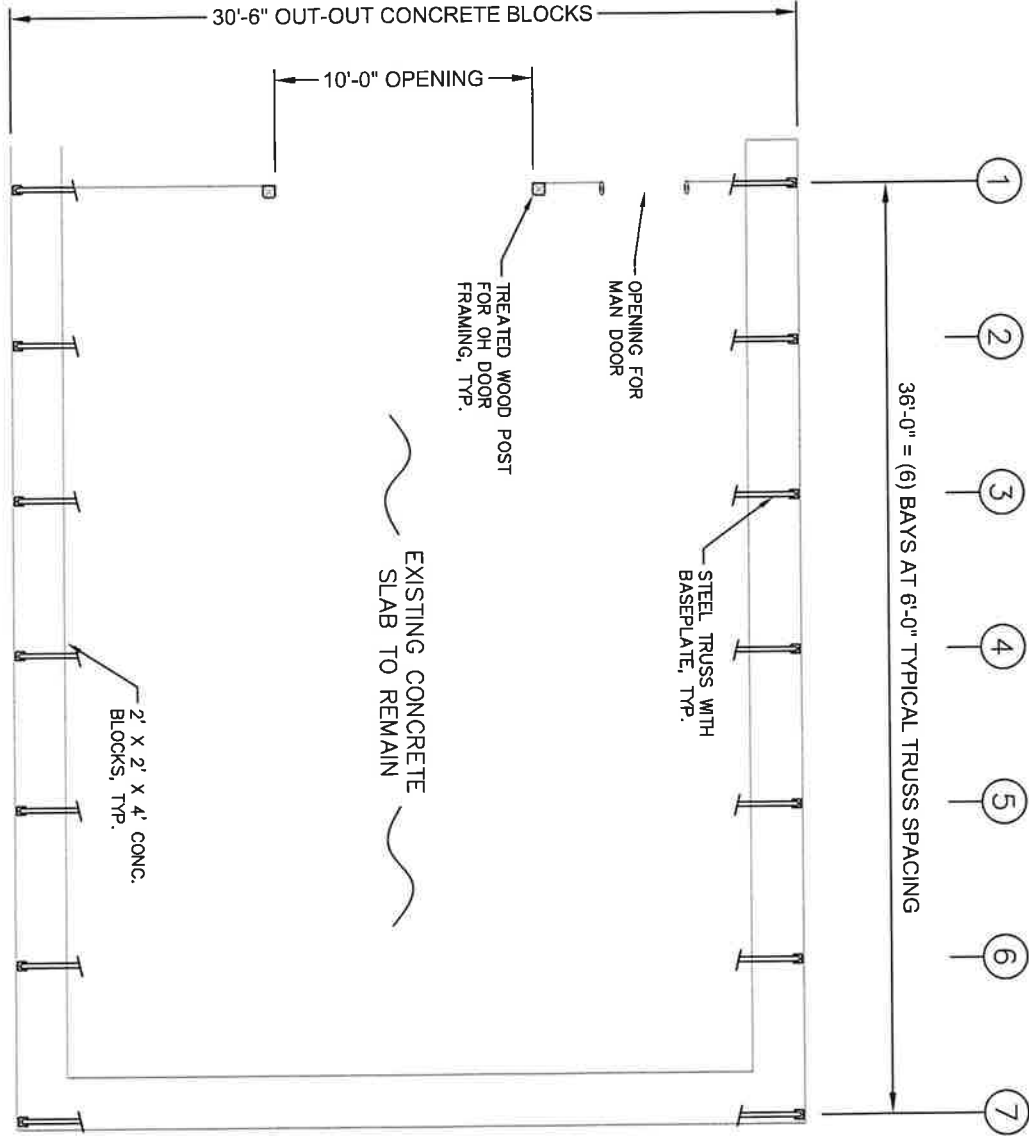 30'-6" OUT-OUT CONCRETE BLOCKS
10'-0" OPENING
1
2
3
4
5
6
7
36'-0" = (6) BAYS AT 6'-0" TYPICAL TRUSS SPACING
OPENING FOR
MAN DOOR
TREATED WOOD POST
FOR OH DOOR
FRAMING, TYP.
STEEL TRUSS WITH
BASEPLATE, TYP.
EXISTING CONCRETE
SLAB TO REMAIN
2' X 2' X 4' CONC.
BLOCKS, TYP.